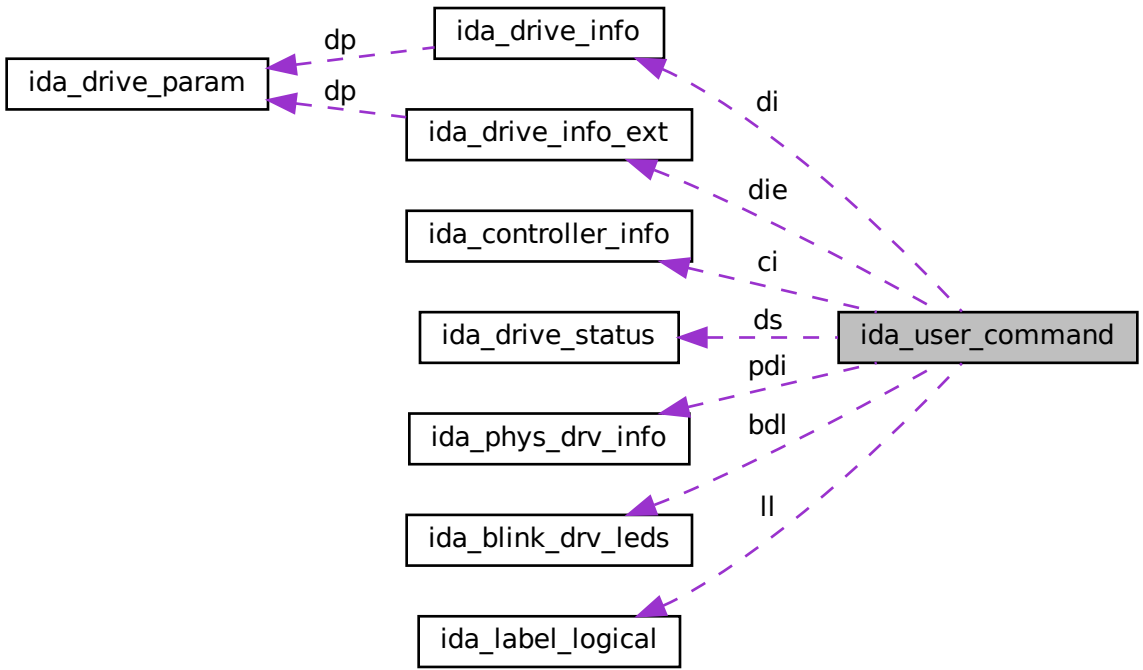 ida_drive_info
dp
ida_drive_param
dp
di
ida_drive_info_ext
die
ida_controller_info
ci
ida_drive_status
ds
ida_user_command
pdi
ida_phys_drv_info
bdl
ll
ida_blink_drv_leds
ida_label_logical